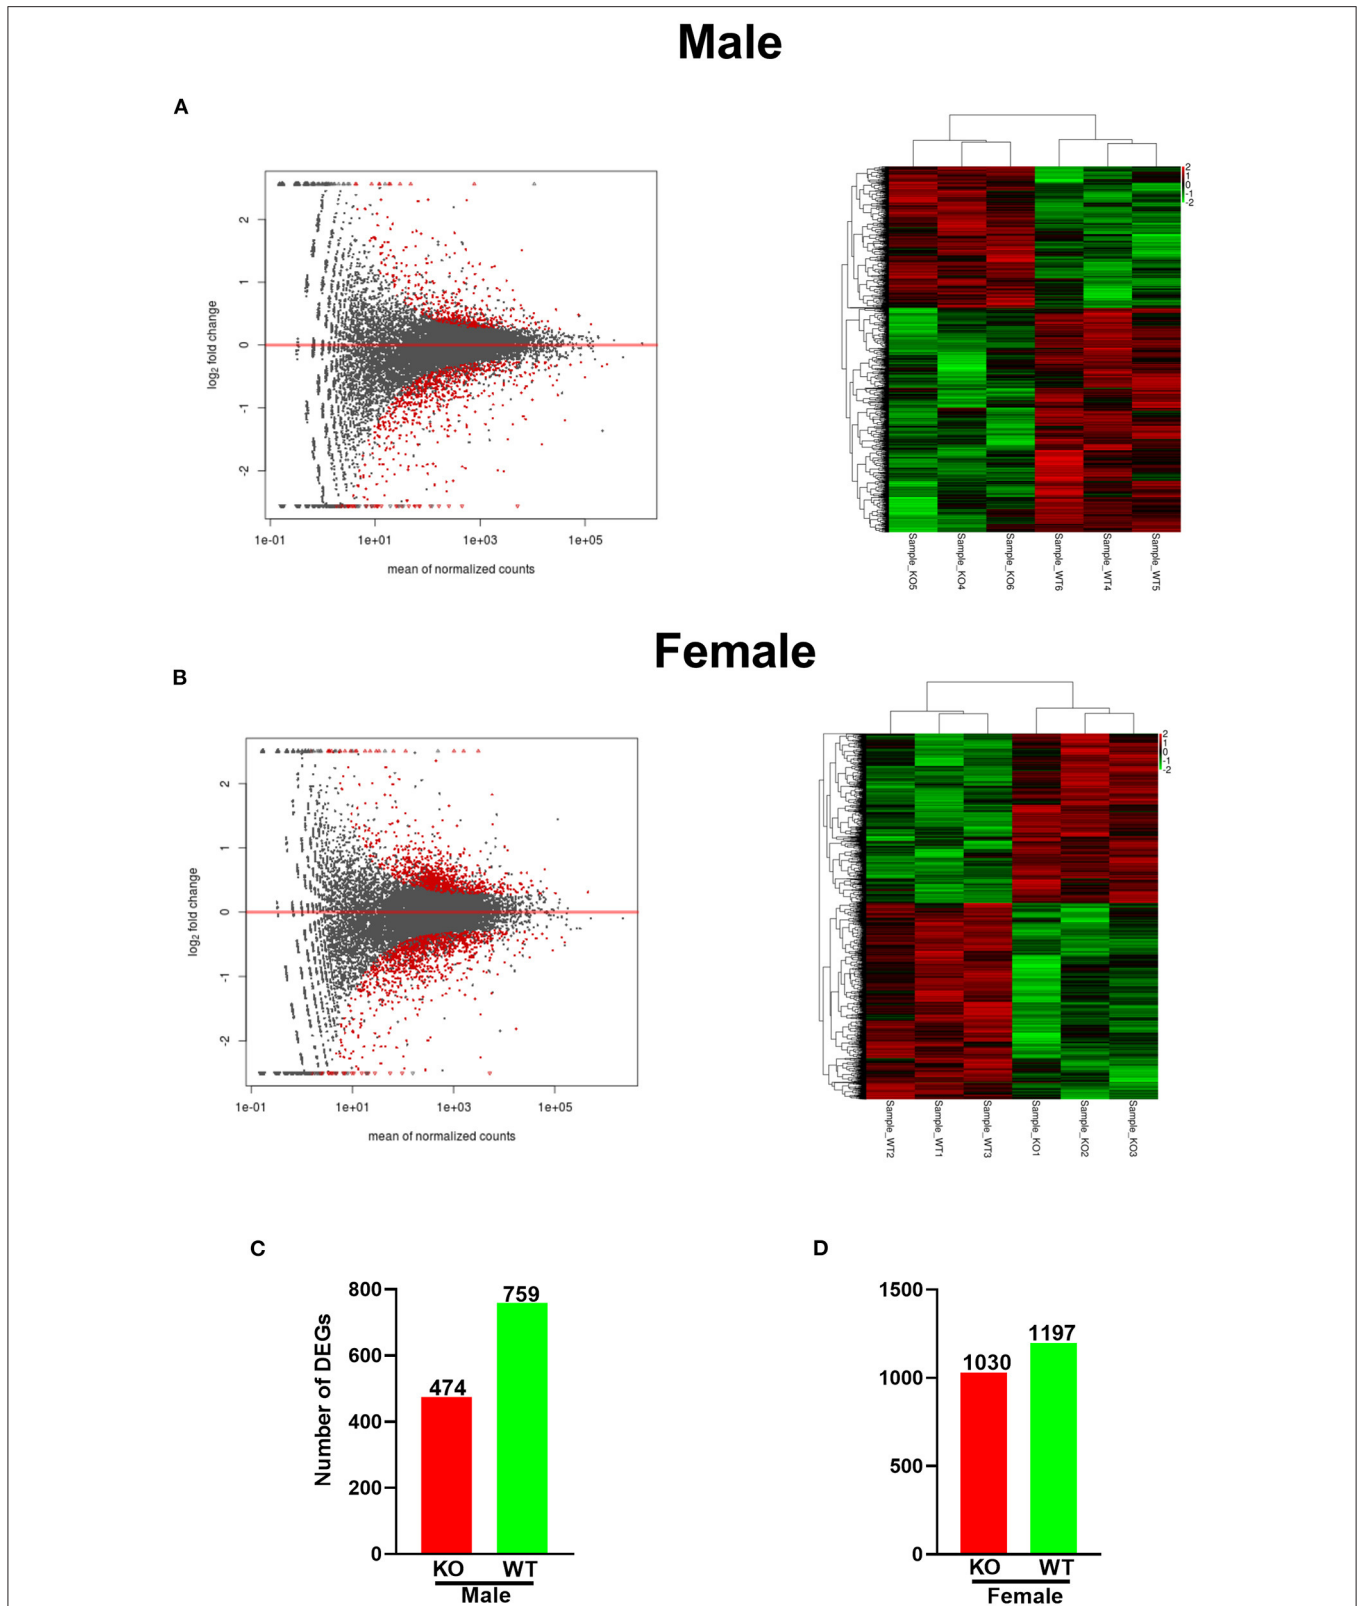 Male
A
2
1
0
-1
-2
log2 fold change
1e-01 1e+01 1e+03 1e+05
mean of normalized counts
2
1
0
-1
-2
Sample_KO5
Sample_KO4
Sample_KO6
Sample_WT6
Sample_WT4
Sample_WT5
Female
B
2
1
0
-1
-2
log2 fold change
1e-01 1e+01 1e+03 1e+05
mean of normalized counts
2
1
0
-1
-2
Sample_WT2
Sample_WT1
Sample_WT3
Sample_KO1
Sample_KO2
Sample_KO3
C
Number of DEGs
800
600
400
200
0
474
759
KO WT
Male
D
1500
1000
500
0
1030
1197
KO WT
Female